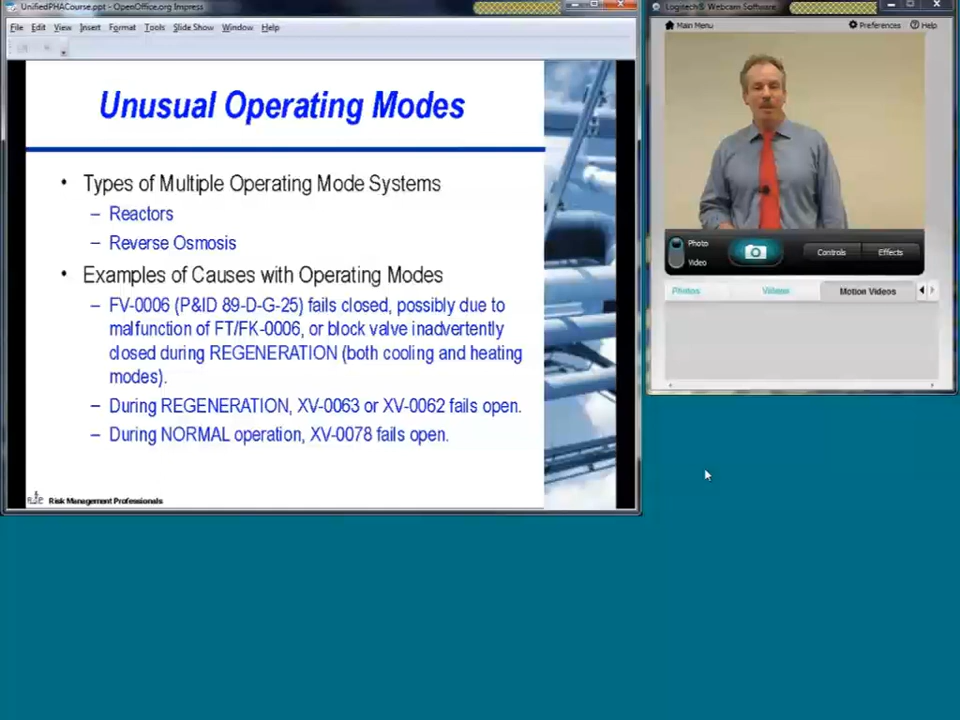 UnifiedPHACourse.ppt - OpenOffice.org Impress
File Edit View Insert Format Tools Slide Show Window Help
Unusual Operating Modes
• Types of Multiple Operating Mode Systems
– Reactors
– Reverse Osmosis
• Examples of Causes with Operating Modes
– FV-0006 (P&ID 89-D-G-25) fails closed, possibly due to
malfunction of FT/FK-0006, or block valve inadvertently
closed during REGENERATION (both cooling and heating
modes).
– During REGENERATION, XV-0063 or XV-0062 fails open.
– During NORMAL operation, XV-0078 fails open.
Risk Management Professionals
Logitech® Webcam Software
Main Menu Preferences Help
Photo
Video
Controls Effects
Photos Videos Motion Videos